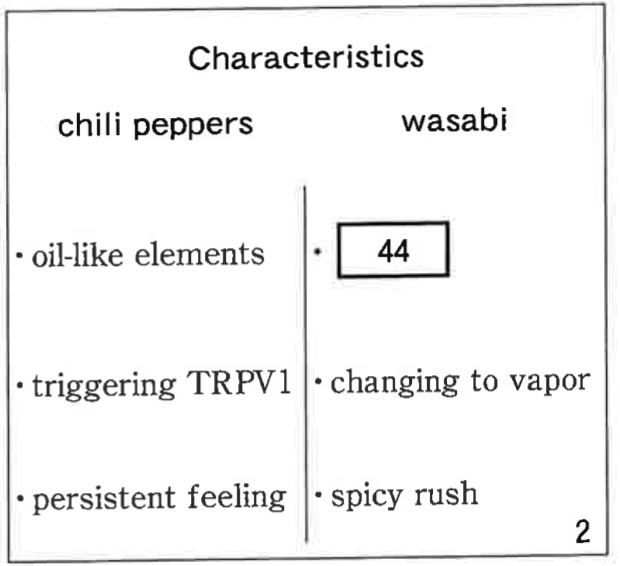 Characteristics
chili peppers wasabi
・oil-like elements ・ 44
・triggering TRPV1 ・changing to vapor
・persistent feeling ・spicy rush
2